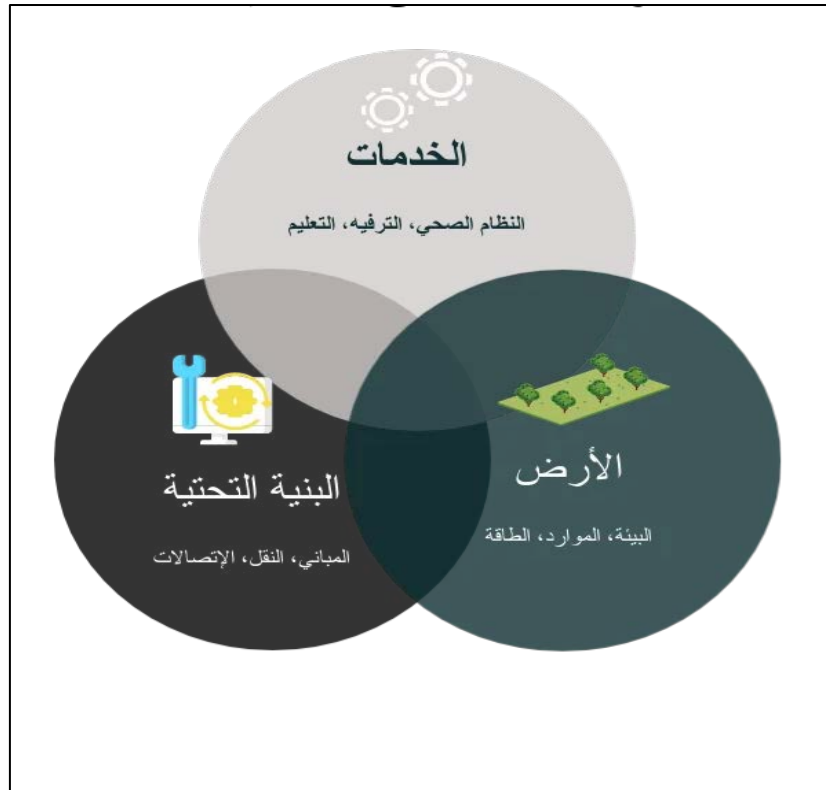 الخدمات
النظام الصحي، الترفيه، التعليم
الأرض
البيئة، الموارد، الطاقة
البنية التحتية
المباني، النقل، الإتصالات